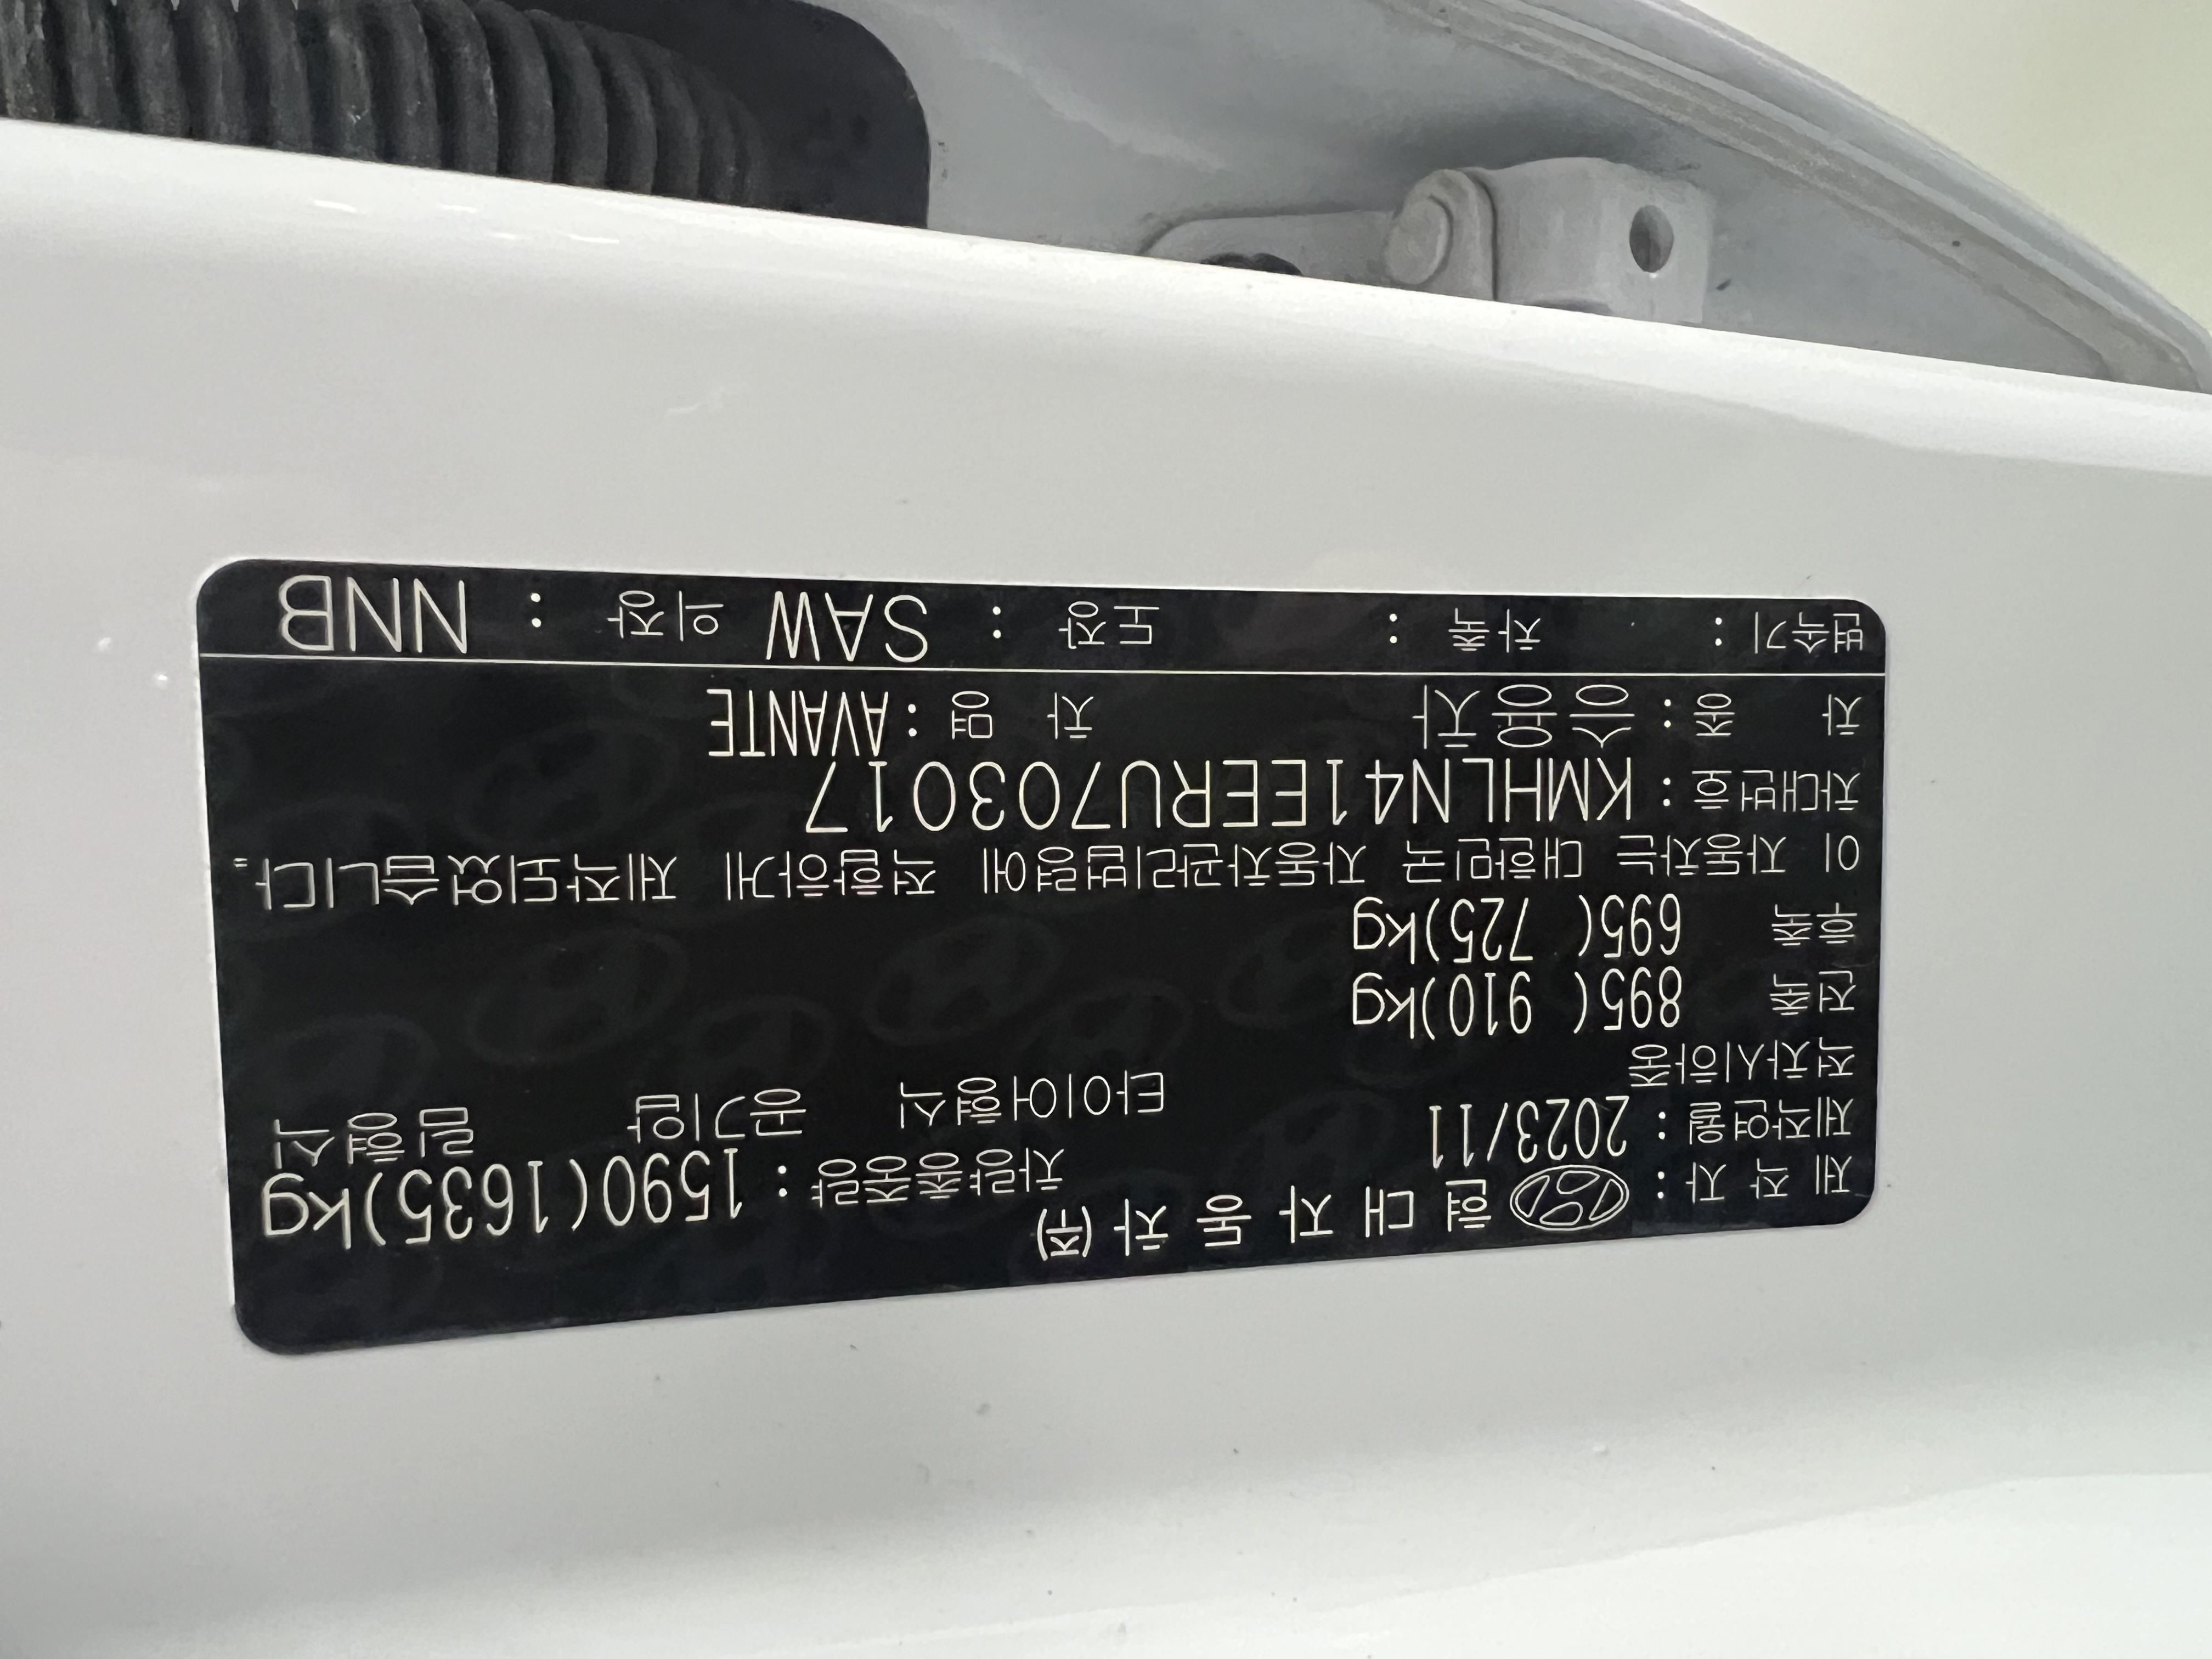 제 작 자 : 현 대 자 동 차 (주)
제작연월 : 2023/11 차량총중량 : 1590(1635)kg
적차시하중 타이어형식 공기압 림형식
전축 895( 910)kg
후축 695( 725)kg
이 자동차는 대한민국 자동차관리법령에 적합하게 제작되었습니다.
차대번호 : KMHLN41EERU703017
차 종 : 승용차 차 명 : AVANTE
변속기 : 차축 : 도장 : SAW 의장 : NNB